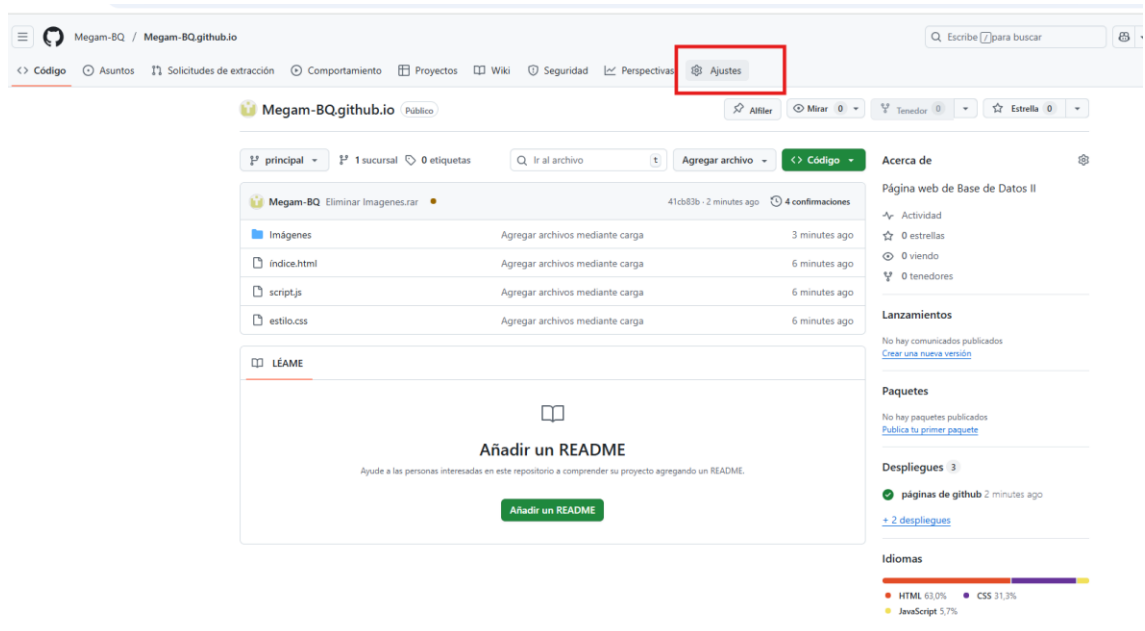 Megam-BQ / Megam-BQ.github.io
Escribe / para buscar
Código Asuntos Solicitudes de extracción Comportamiento Proyectos Wiki Seguridad Perspectivas Ajustes
Megam-BQ.github.io Público
Alfiler Mirar 0 Tenedor 0 Estrella 0
principal 1 sucursal 0 etiquetas Ir al archivo t Agregar archivo Código
Megam-BQ Eliminar Imagenes.rar 41cb83b · 2 minutes ago 4 confirmaciones
Imágenes Agregar archivos mediante carga 3 minutes ago
índice.html Agregar archivos mediante carga 6 minutes ago
script.js Agregar archivos mediante carga 6 minutes ago
estilo.css Agregar archivos mediante carga 6 minutes ago
LÉAME
Añadir un README
Ayude a las personas interesadas en este repositorio a comprender su proyecto agregando un README.
Añadir un README
Acerca de
Página web de Base de Datos II
Actividad
0 estrellas
0 viendo
0 tenedores
Lanzamientos
No hay comunicados publicados
Crear una nueva versión
Paquetes
No hay paquetes publicados
Publica tu primer paquete
Despliegues 3
páginas de github 2 minutes ago
+ 2 despliegues
Idiomas
HTML 63,0% CSS 31,3%
JavaScript 5,7%